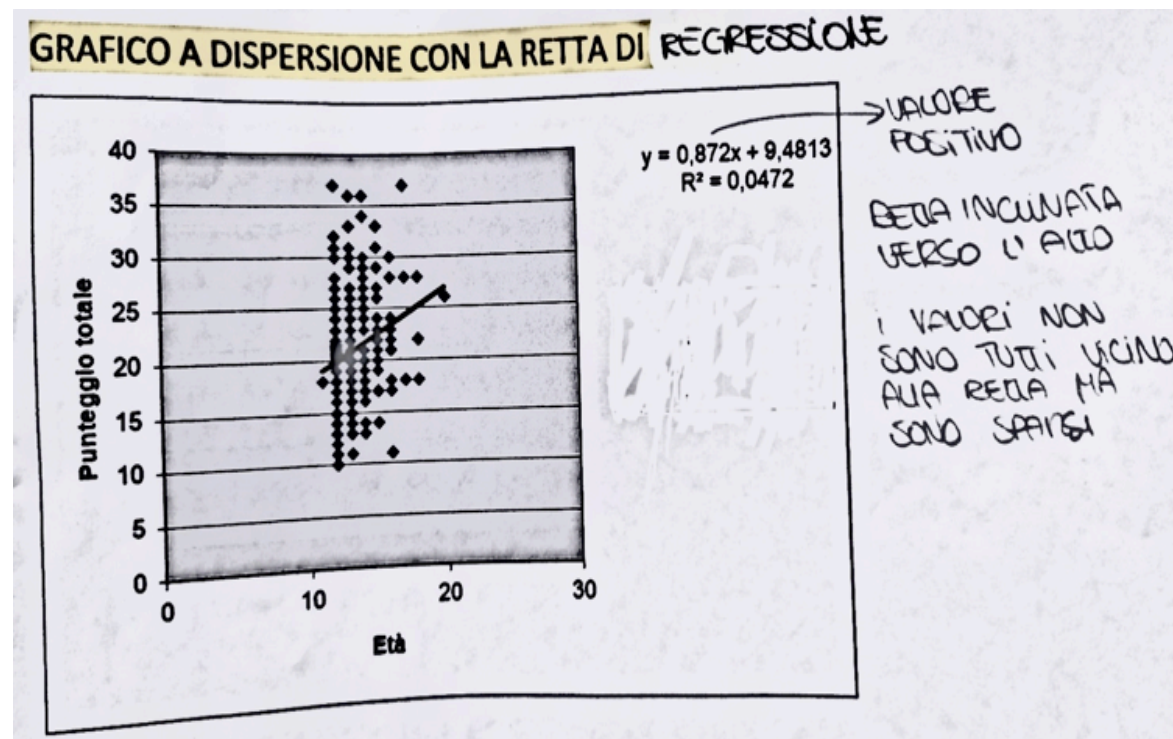 GRAFICO A DISPERSIONE CON LA RETTA DI REGRESSIONE
y = 0,872x + 9,4813
R² = 0,0472
→ VALORE
POSITIVO
RETTA INCLINATA
VERSO L'ALTO
I VALORI NON
SONO TUTTI VICINO
ALLA RETTA MA
SONO SPARSI
Punteggio totale
40
35
30
25
20
15
10
5
0
0 10 20 30
Età